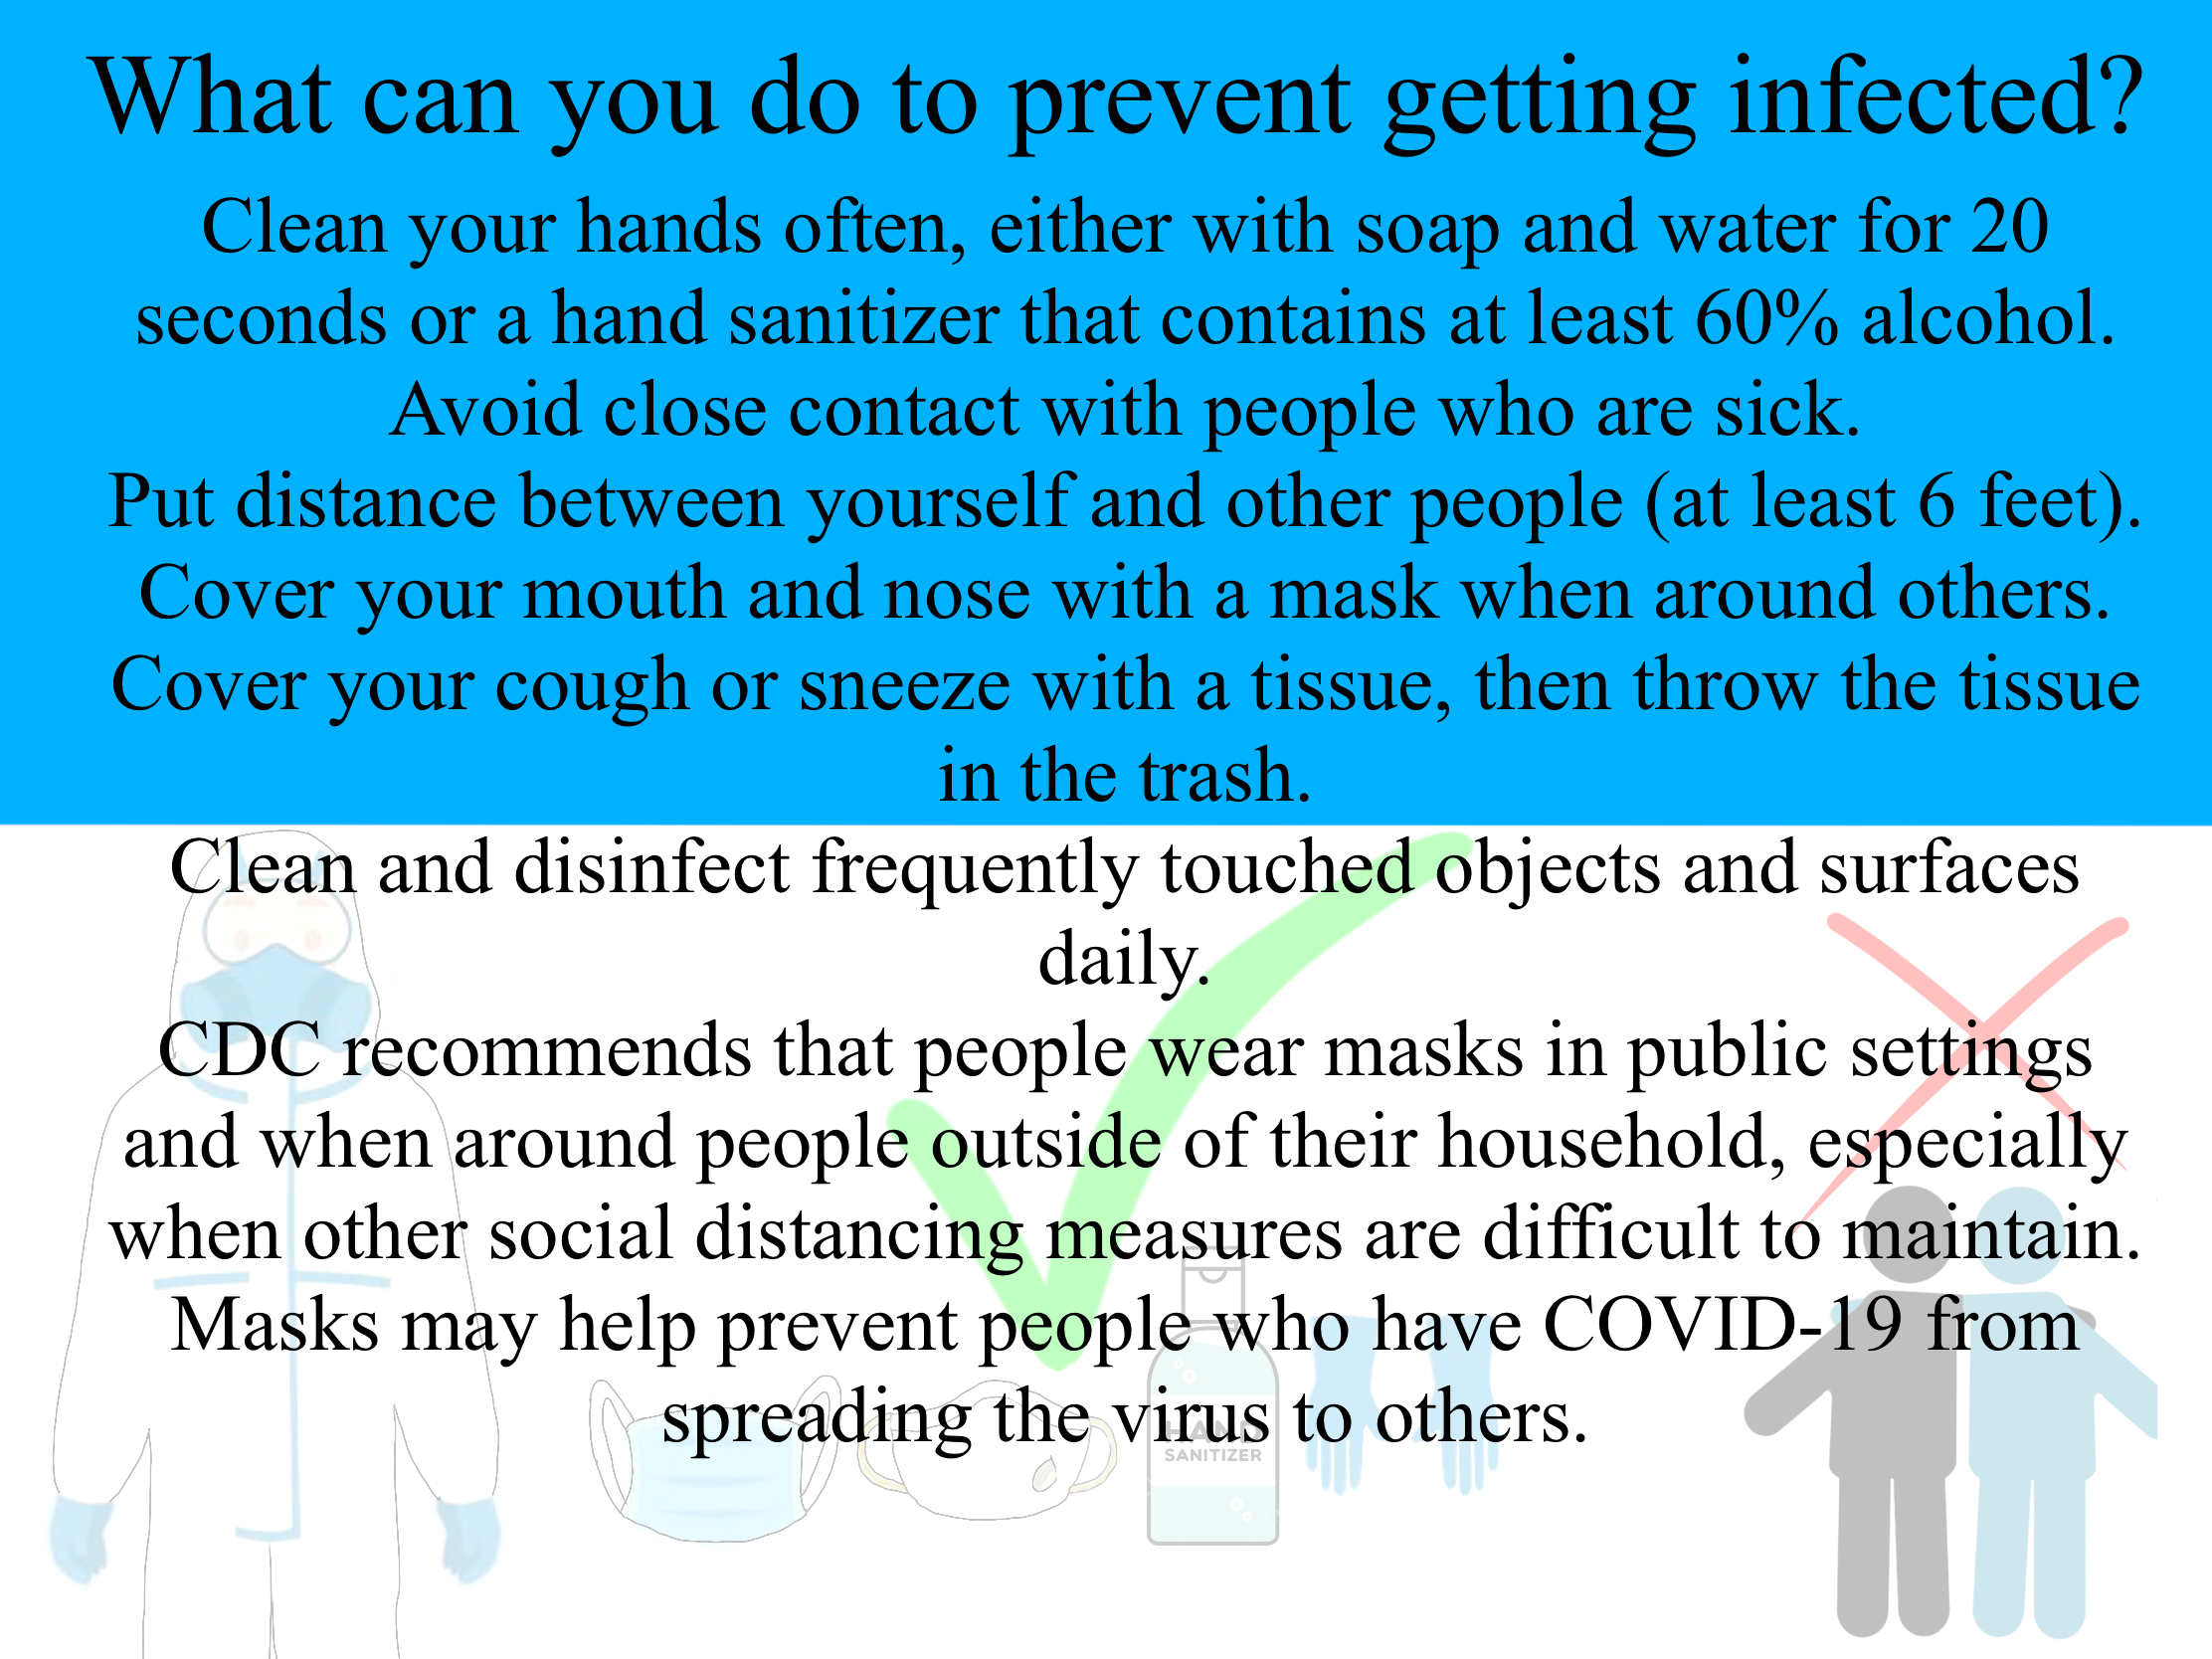 What can you do to prevent getting infected?
Clean your hands often, either with soap and water for 20
seconds or a hand sanitizer that contains at least 60% alcohol.
Avoid close contact with people who are sick.
Put distance between yourself and other people (at least 6 feet).
Cover your mouth and nose with a mask when around others.
Cover your cough or sneeze with a tissue, then throw the tissue
in the trash.
Clean and disinfect frequently touched objects and surfaces
daily.
CDC recommends that people wear masks in public settings
and when around people outside of their household, especially
when other social distancing measures are difficult to maintain.
Masks may help prevent people who have COVID-19 from
spreading the virus to others.
HAND
SANITIZER